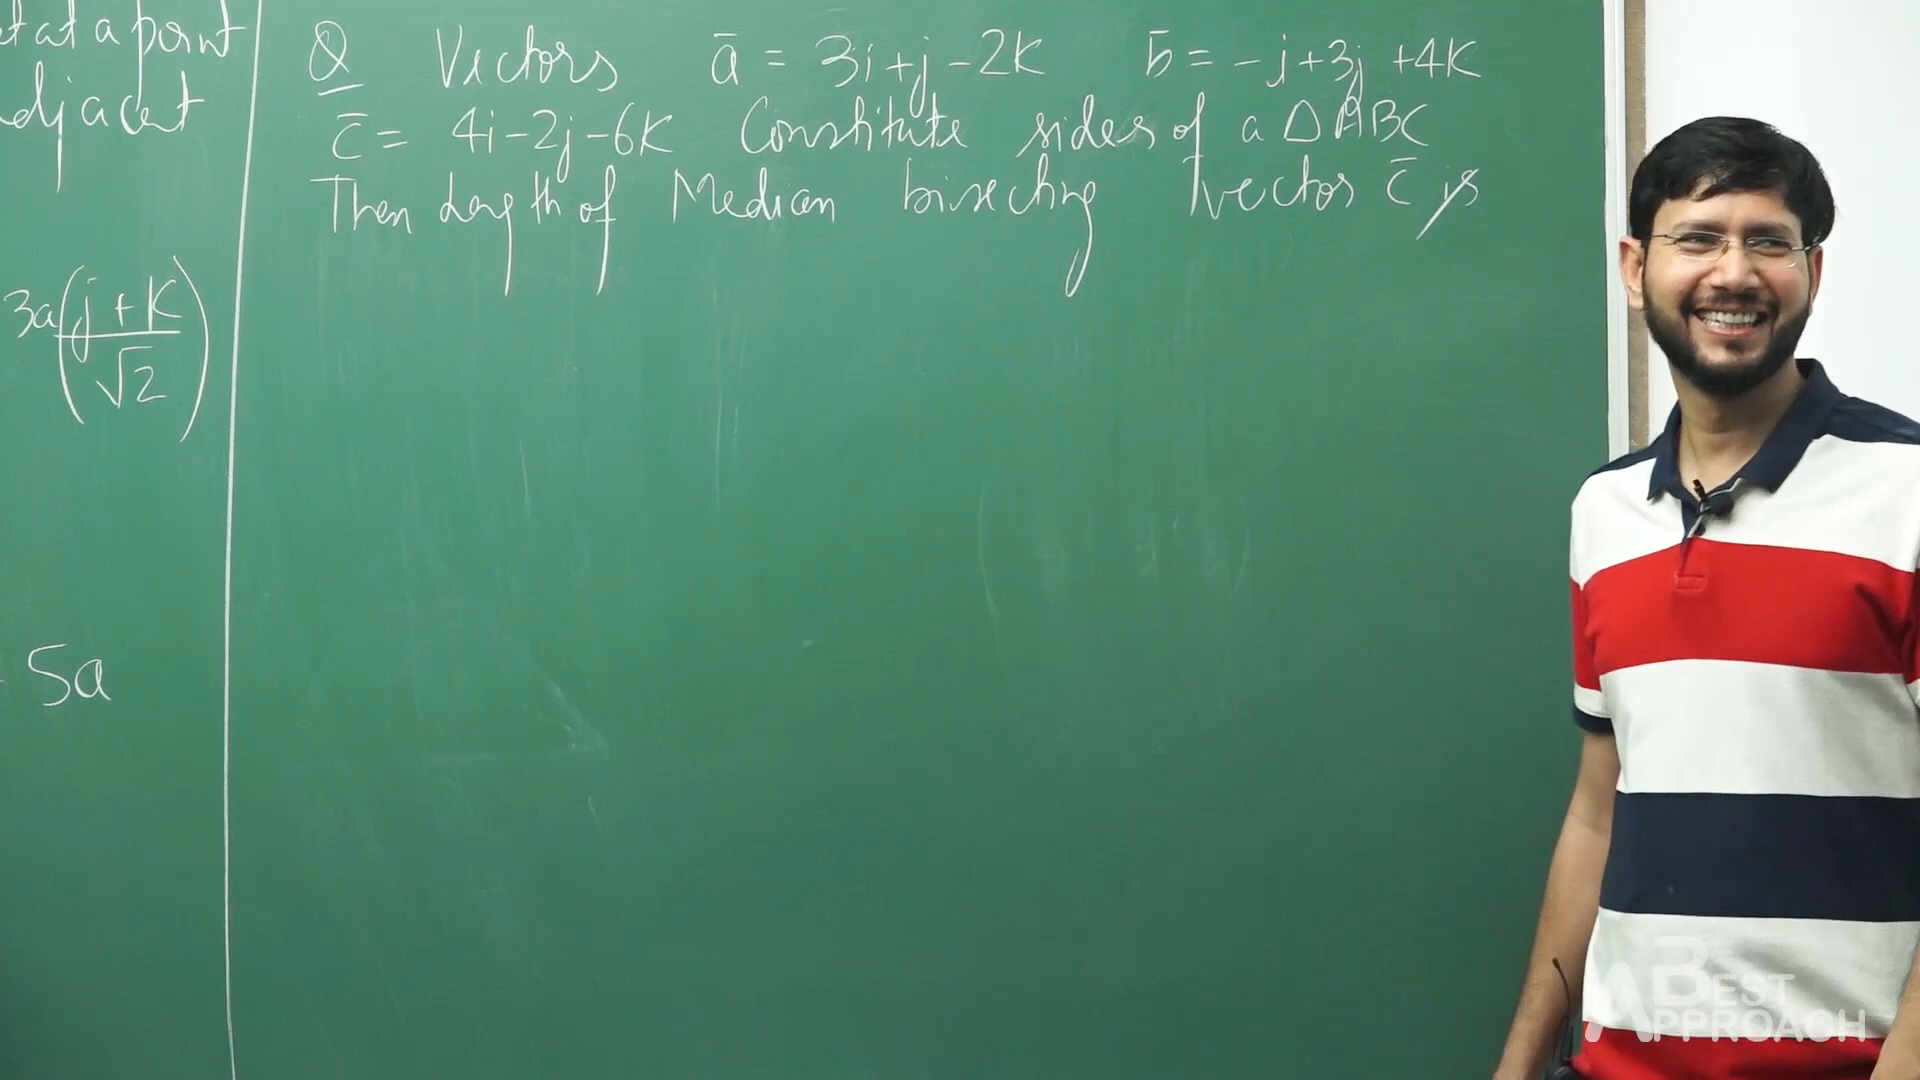 et at a point
djacent
3a(j + K / √2)
- 5a
Q Vectors ā = 3i+j-2K b̄ = -j+3j+4K
c̄ = 4i-2j-6K Constitute sides of a △ABC
Then Length of Median bisecting vector c̄ is
BEST
APPROACH